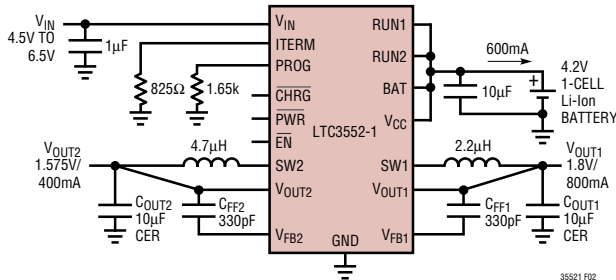 VIN
4.5V TO
6.5V
1µF
825Ω
1.65k
VIN
ITERM
PROG
CHRG
PWR
EN
SW2
VOUT2
VFB2
LTC3552-1
GND
RUN1
RUN2
BAT
VCC
SW1
VOUT1
VFB1
600mA
10µF
4.2V
1-CELL
Li-Ion
BATTERY
+
VOUT2
1.575V/
400mA
4.7µH
COUT2
10µF
CER
CFF2
330pF
2.2µH
VOUT1
1.8V/
800mA
CFF1
330pF
COUT1
10µF
CER
35521 F02